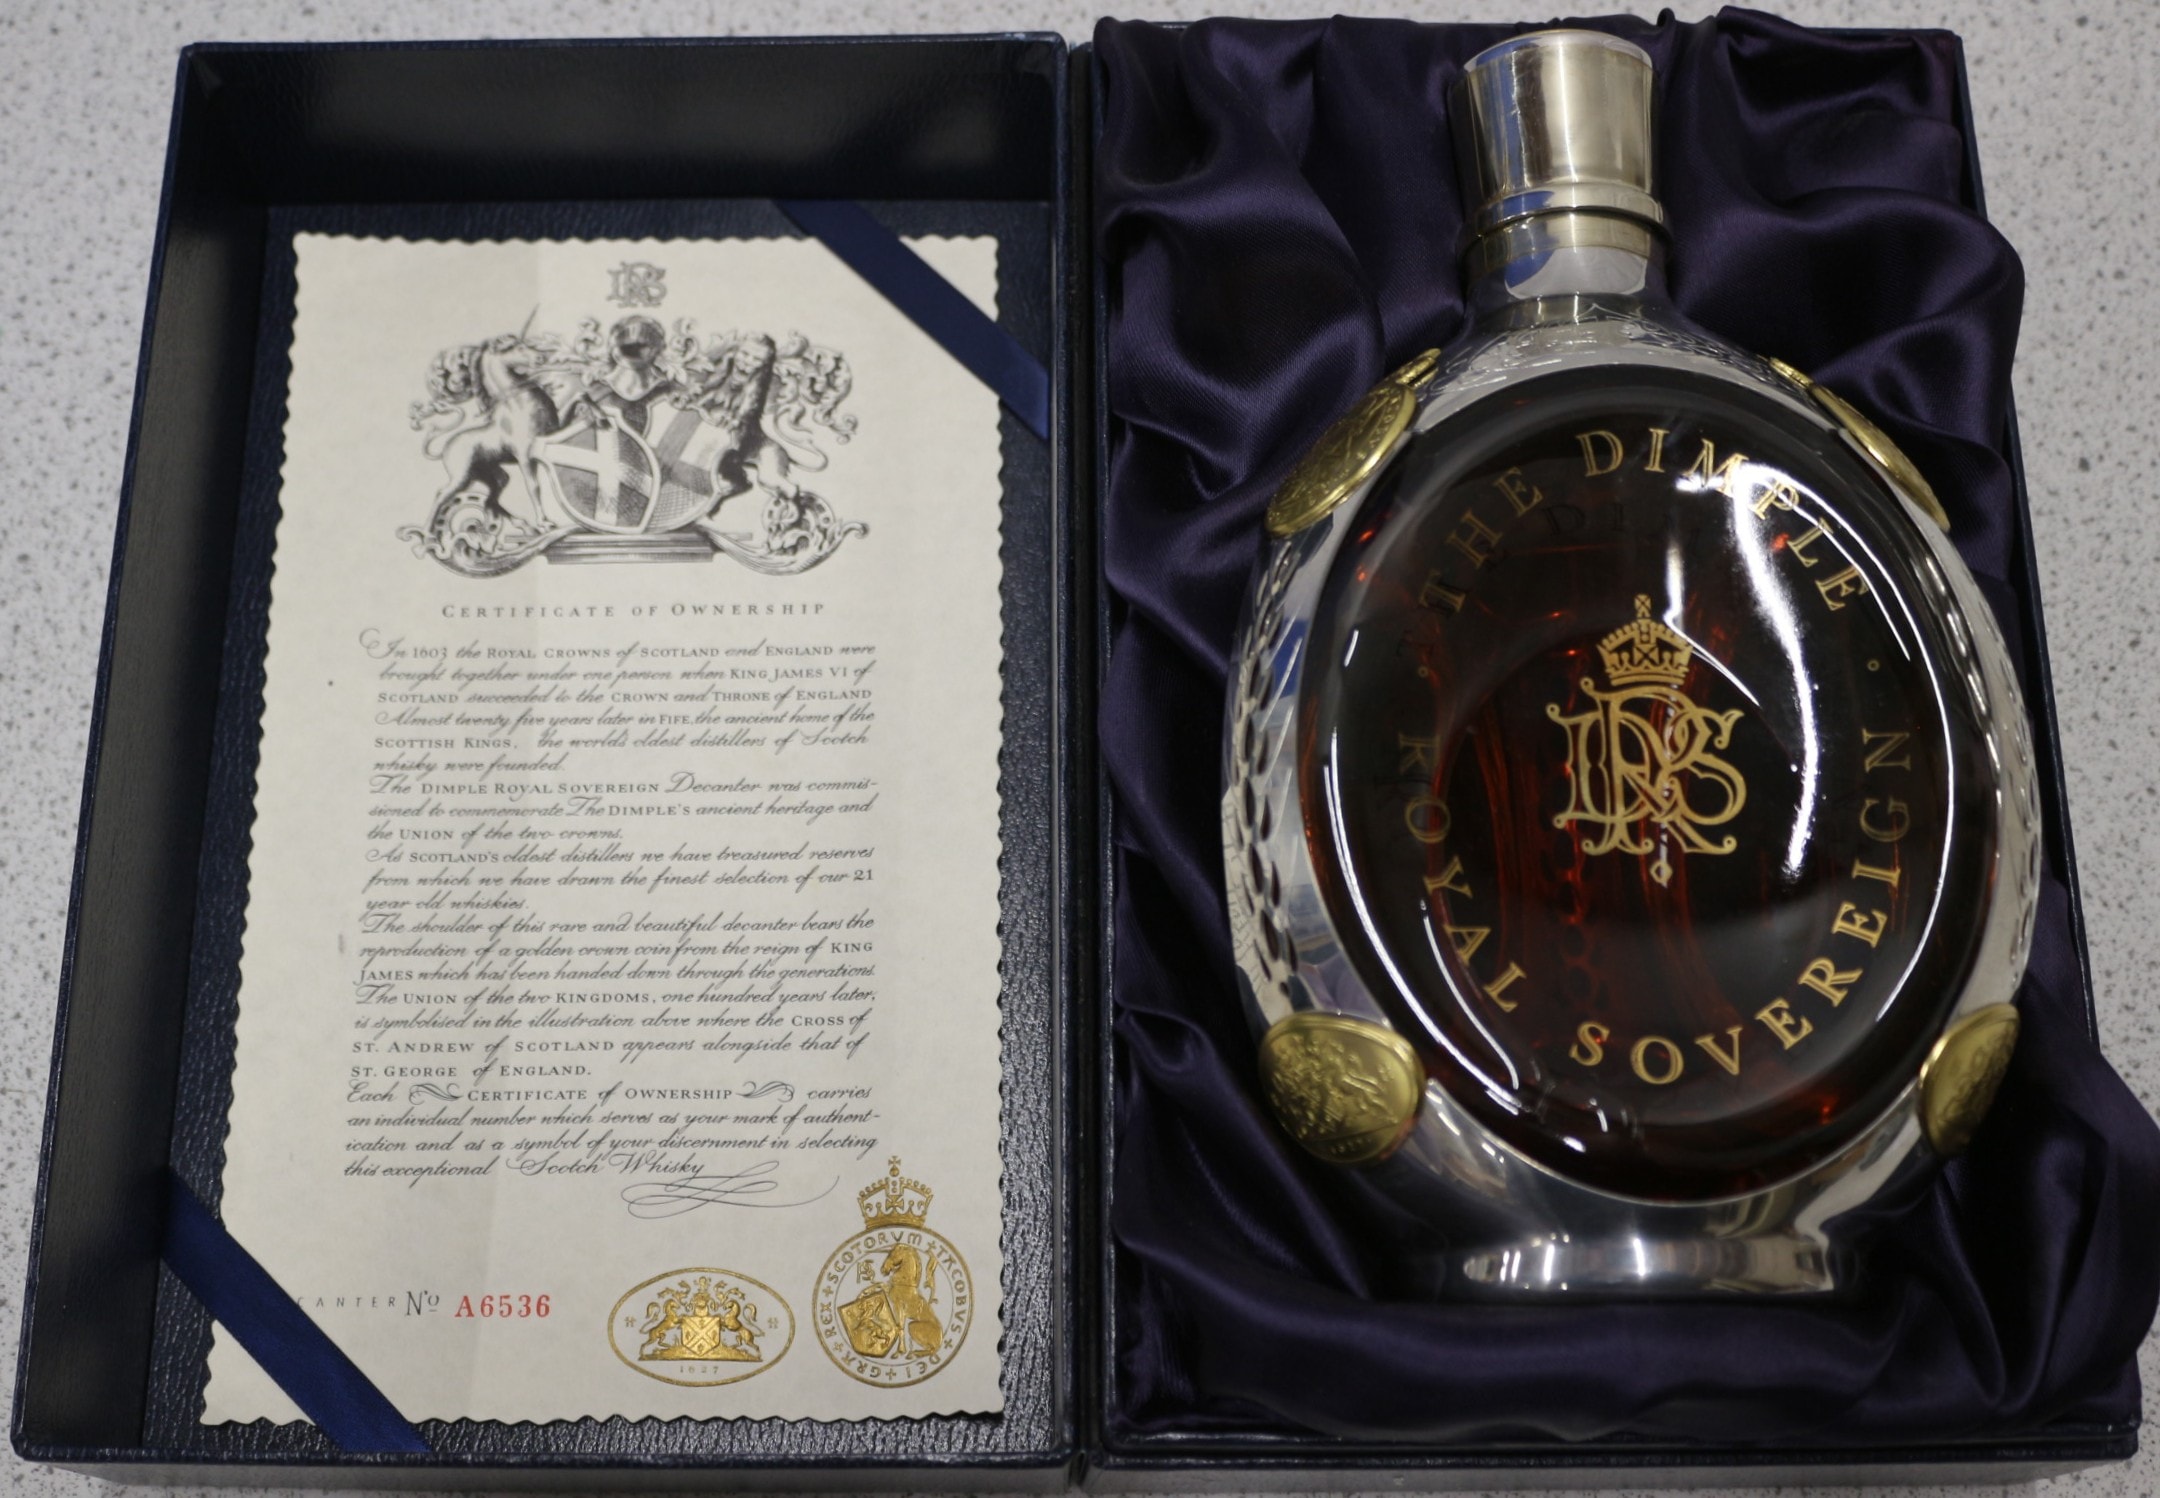 DRS
CERTIFICATE OF OWNERSHIP
In 1603 the ROYAL CROWNS of SCOTLAND and ENGLAND were
brought together under one person when KING JAMES VI of
SCOTLAND succeeded to the CROWN and THRONE of ENGLAND
Almost twenty five years later in FIFE, the ancient home of the
SCOTTISH KINGS, the world's oldest distillers of Scotch
whisky were founded.
The DIMPLE ROYAL SOVEREIGN Decanter was commis-
sioned to commemorate The DIMPLE'S ancient heritage and
the UNION of the two crowns.
As SCOTLAND'S oldest distillers we have treasured reserves
from which we have drawn the finest selection of our 21
year old whiskies.
The shoulder of this rare and beautiful decanter bears the
reproduction of a golden crown coin from the reign of KING
JAMES which has been handed down through the generations.
The UNION of the two KINGDOMS, one hundred years later,
is symbolised in the illustration above where the CROSS of
ST. ANDREW of SCOTLAND appears alongside that of
ST. GEORGE of ENGLAND.
Each CERTIFICATE of OWNERSHIP carries
an individual number which serves as your mark of authent-
ication and as a symbol of your discernment in selecting
this exceptional Scotch Whisky
CANTER No A6536
H H
1627
REX + SCOTORVM + IACOBVS + DEI + GRA +
THE DIMPLE
DRS
ROYAL SOVEREIGN